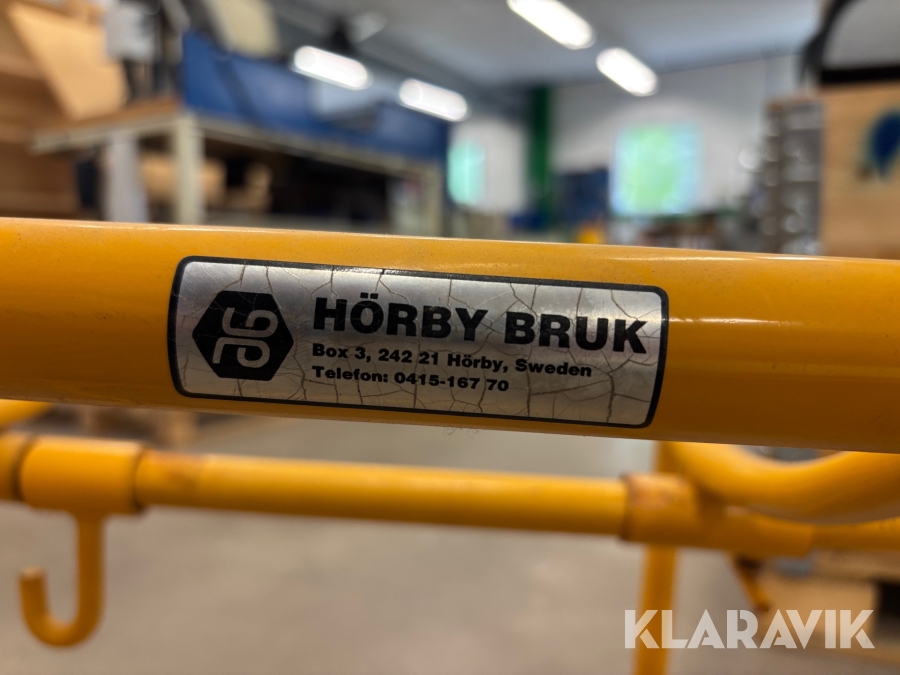 HÖRBY BRUK
Box 3, 242 21 Hörby, Sweden
Telefon: 0415-167 70
KLARAVIK